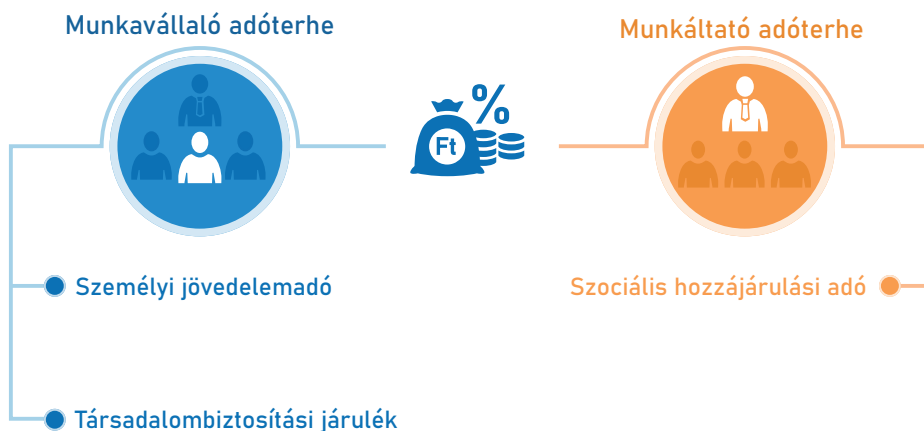 Munkavállaló adóterhe
Munkáltató adóterhe
%
Ft
Személyi jövedelemadó
Szociális hozzájárulási adó
Társadalombiztosítási járulék